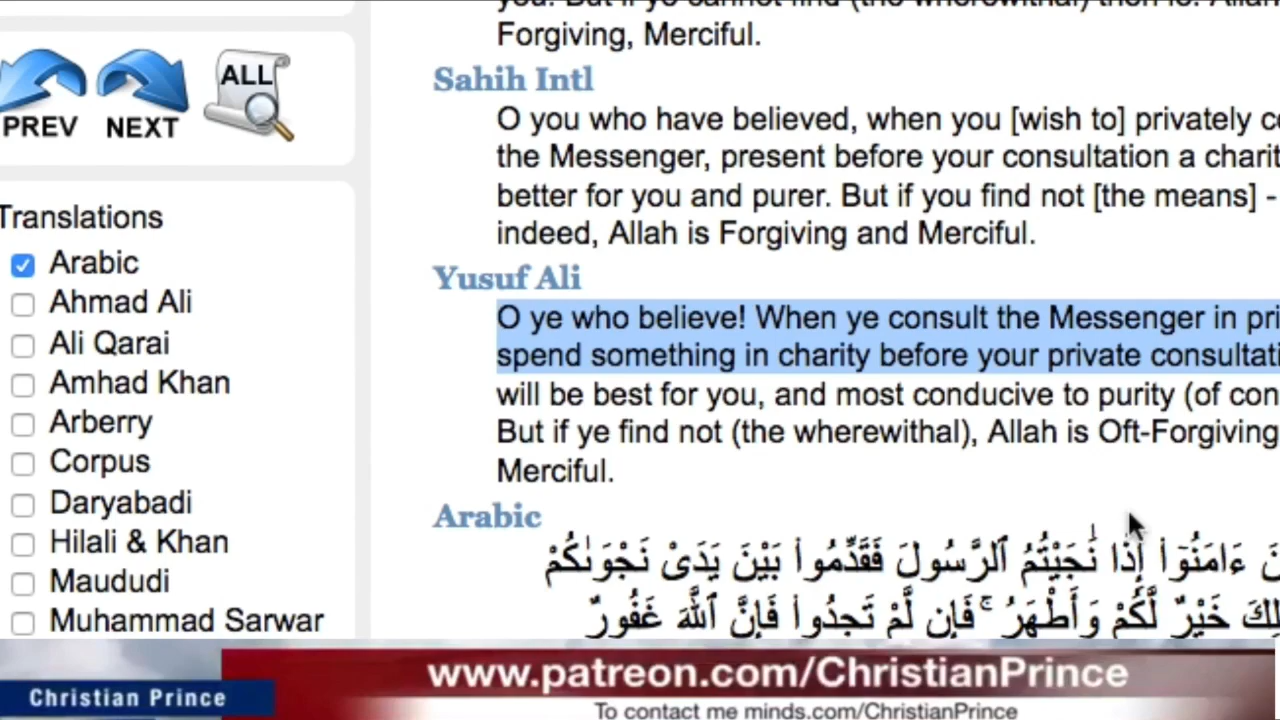 Forgiving, Merciful.
Sahih Intl
O you who have believed, when you [wish to] privately
the Messenger, present before your consultation a
better for you and purer. But if you find not [the means] -
indeed, Allah is Forgiving and Merciful.
Yusuf Ali
O ye who believe! When ye consult the Messenger in
spend something in charity before your private
will be best for you, and most conducive to purity (of
But if ye find not (the wherewithal), Allah is Oft-Forgiving
Merciful.
Arabic
ءَامَنُوٓا۟ إِذَا نَٰجَيْتُمُ ٱلرَّسُولَ فَقَدِّمُوا۟ بَيْنَ يَدَىْ نَجْوَىٰكُمْ
خَيْرٌ لَّكُمْ وَأَطْهَرُ ۚ فَإِن لَّمْ تَجِدُوا۟ فَإِنَّ ٱللَّهَ غَفُورٌ
PREV NEXT ALL
Translations
Arabic
Ahmad Ali
Ali Qarai
Amhad Khan
Arberry
Corpus
Daryabadi
Hilali & Khan
Maududi
Muhammad Sarwar
www.patreon.com/ChristianPrince
Christian Prince
To contact me minds.com/ChristianPrince